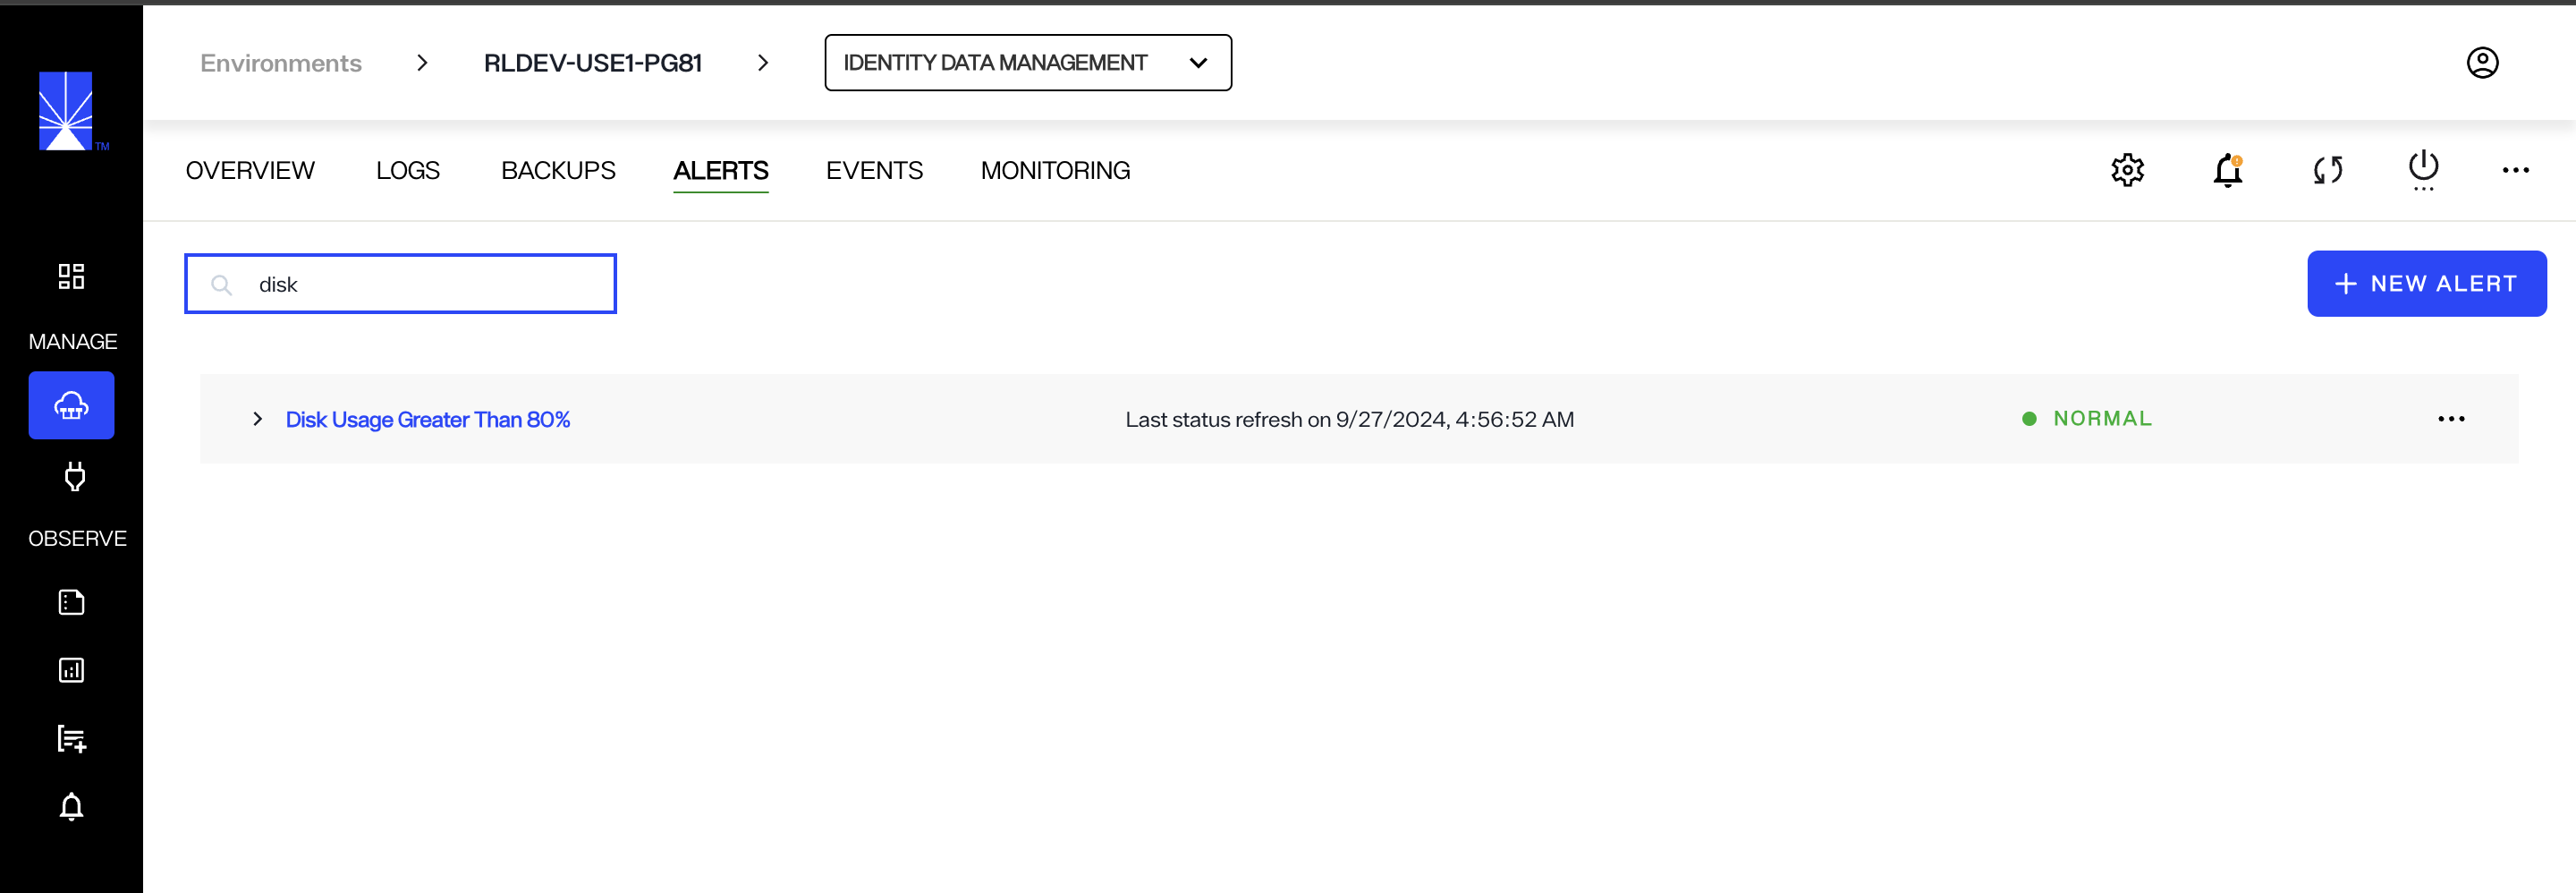 Environments > RLDEV-USE1-PG81 > IDENTITY DATA MANAGEMENT
TM
OVERVIEW LOGS BACKUPS ALERTS EVENTS MONITORING
disk
+ NEW ALERT
MANAGE
Disk Usage Greater Than 80% Last status refresh on 9/27/2024, 4:56:52 AM NORMAL
OBSERVE